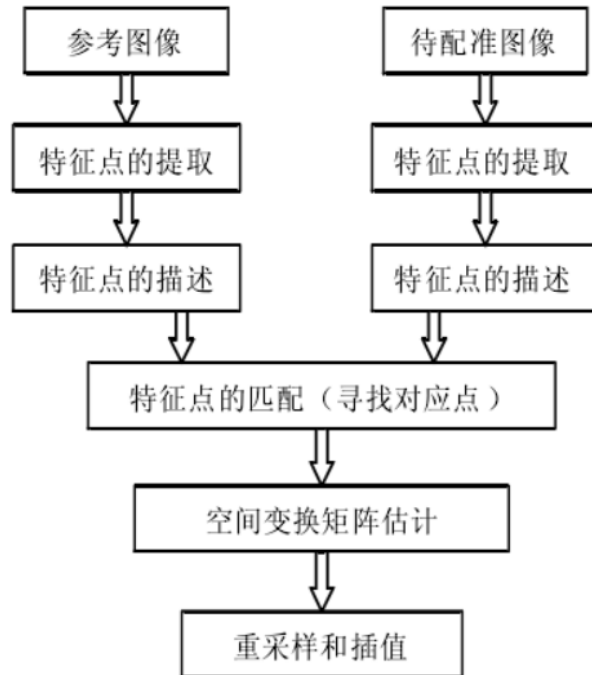 参考图像
待配准图像
特征点的提取
特征点的提取
特征点的描述
特征点的描述
特征点的匹配（寻找对应点）
空间变换矩阵估计
重采样和插值